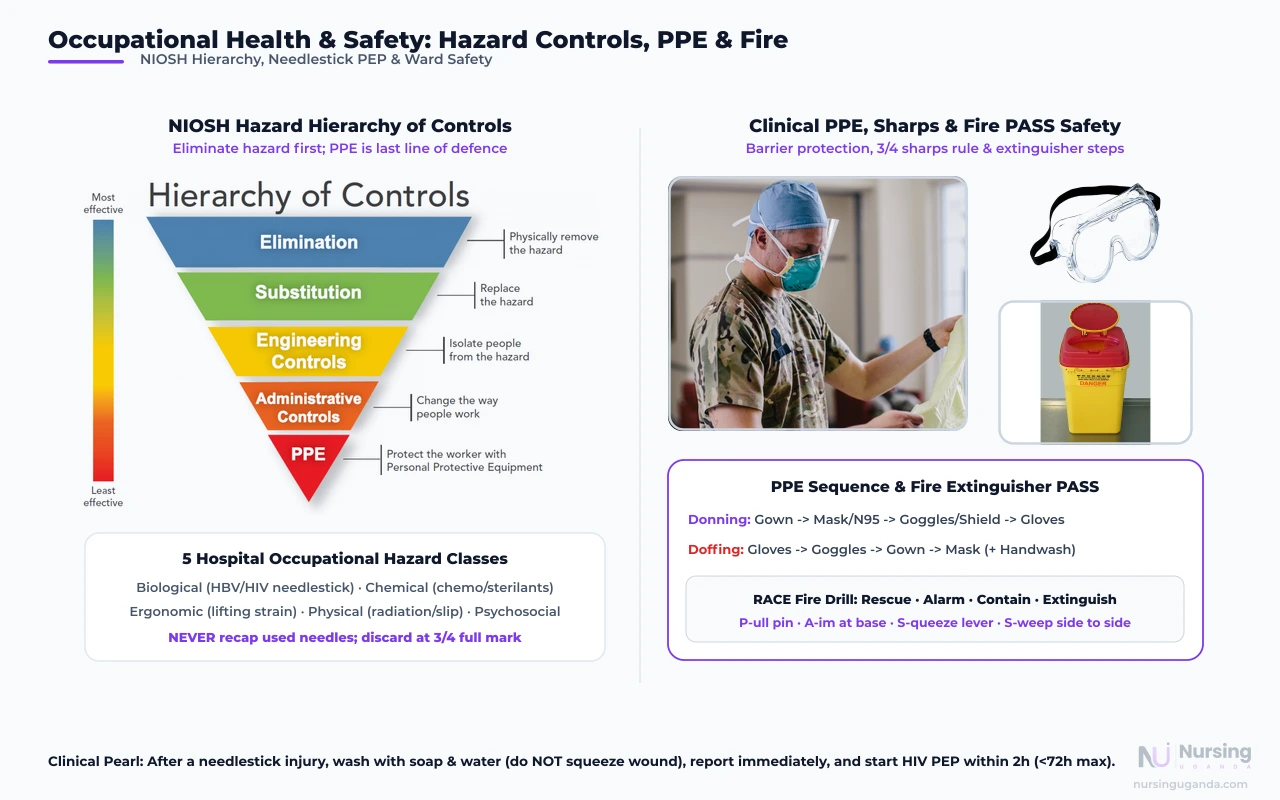 Occupational Health & Safety: Hazard Controls, PPE & Fire
NIOSH Hierarchy, Needlestick PEP & Ward Safety
NIOSH Hazard Hierarchy of Controls
Eliminate hazard first; PPE is last line of defence
Hierarchy of Controls
Most
effective
Elimination
Physically remove
the hazard
Substitution
Replace
the hazard
Engineering
Controls
Isolate people
from the hazard
Administrative
Controls
Change the way
people work
PPE
Protect the worker with
Personal Protective Equipment
Least
effective
5 Hospital Occupational Hazard Classes
Biological (HBV/HIV needlestick) · Chemical (chemo/sterilants)
Ergonomic (lifting strain) · Physical (radiation/slip) · Psychosocial
NEVER recap used needles; discard at 3/4 full mark
Clinical PPE, Sharps & Fire PASS Safety
Barrier protection, 3/4 sharps rule & extinguisher steps
DANGER
PPE Sequence & Fire Extinguisher PASS
Donning: Gown -> Mask/N95 -> Goggles/Shield -> Gloves
Doffing: Gloves -> Goggles -> Gown -> Mask (+ Handwash)
RACE Fire Drill: Rescue · Alarm · Contain · Extinguish
P-ull pin · A-im at base · S-queeze lever · S-weep side to side
Clinical Pearl: After a needlestick injury, wash with soap & water (do NOT squeeze wound), report immediately, and start HIV PEP within 2h (<72h max).
NU Nursing
UGANDA
nursinguganda.com